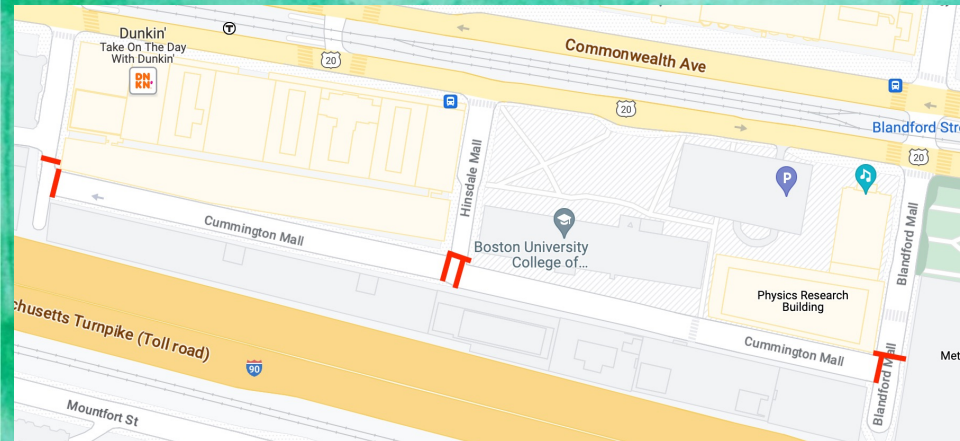 Dunkin'
Take On The Day
With Dunkin'
DN
KN'
T
20
Commonwealth Ave
20
Blandford Str
20
P
Hinsdale Mall
Blandford Mall
Cummington Mall
Boston University
College of...
Physics Research
Building
Cummington Mall
Met
Blandford Mall
chusetts Turnpike (Toll road)
90
Mountfort St